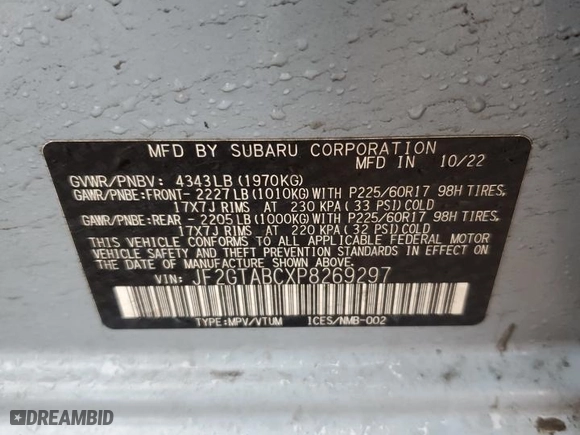 MFD BY SUBARU CORPORATION
MFD IN 10/22
GVWR/PNBV: 4343LB(1970KG)
GAWR/PNBE:FRONT-2227LB(1010KG)WITH P225/60R17 98H TIRES,
17X7J RIMS AT 230 KPA(33 PSI)COLD
GAWR/PNBE:REAR -2205LB(1000KG)WITH P225/60R17 98H TIRES,
17X7J RIMS AT 220 KPA(32 PSI)COLD
THIS VEHICLE CONFORMS TO ALL APPLICABLE FEDERAL MOTOR
VEHICLE SAFETY AND THEFT PREVENTION STANDARDS IN EFFECT ON
THE DATE OF MANUFACTURE SHOWN ABOVE.
VIN: JF2GTABCXP8269297
TYPE:MPV/VTUM ICES/NMB-002
DREAMBID